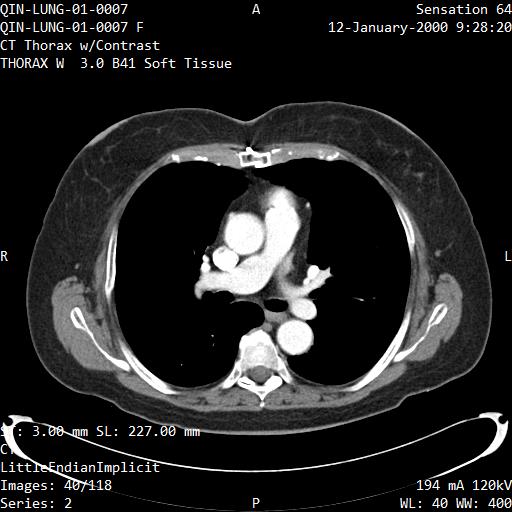 QIN-LUNG-01-0007
A
Sensation 64
QIN-LUNG-01-0007 F
12-January-2000 9:28:20
CT Thorax w/Contrast
THORAX W 3.0 B41 Soft Tissue
R
L
ST: 3.00 mm SL: 227.00 mm
CT
LittleEndianImplicit
Images: 40/118
194 mA 120kV
Series: 2
P
WL: 40 WW: 400